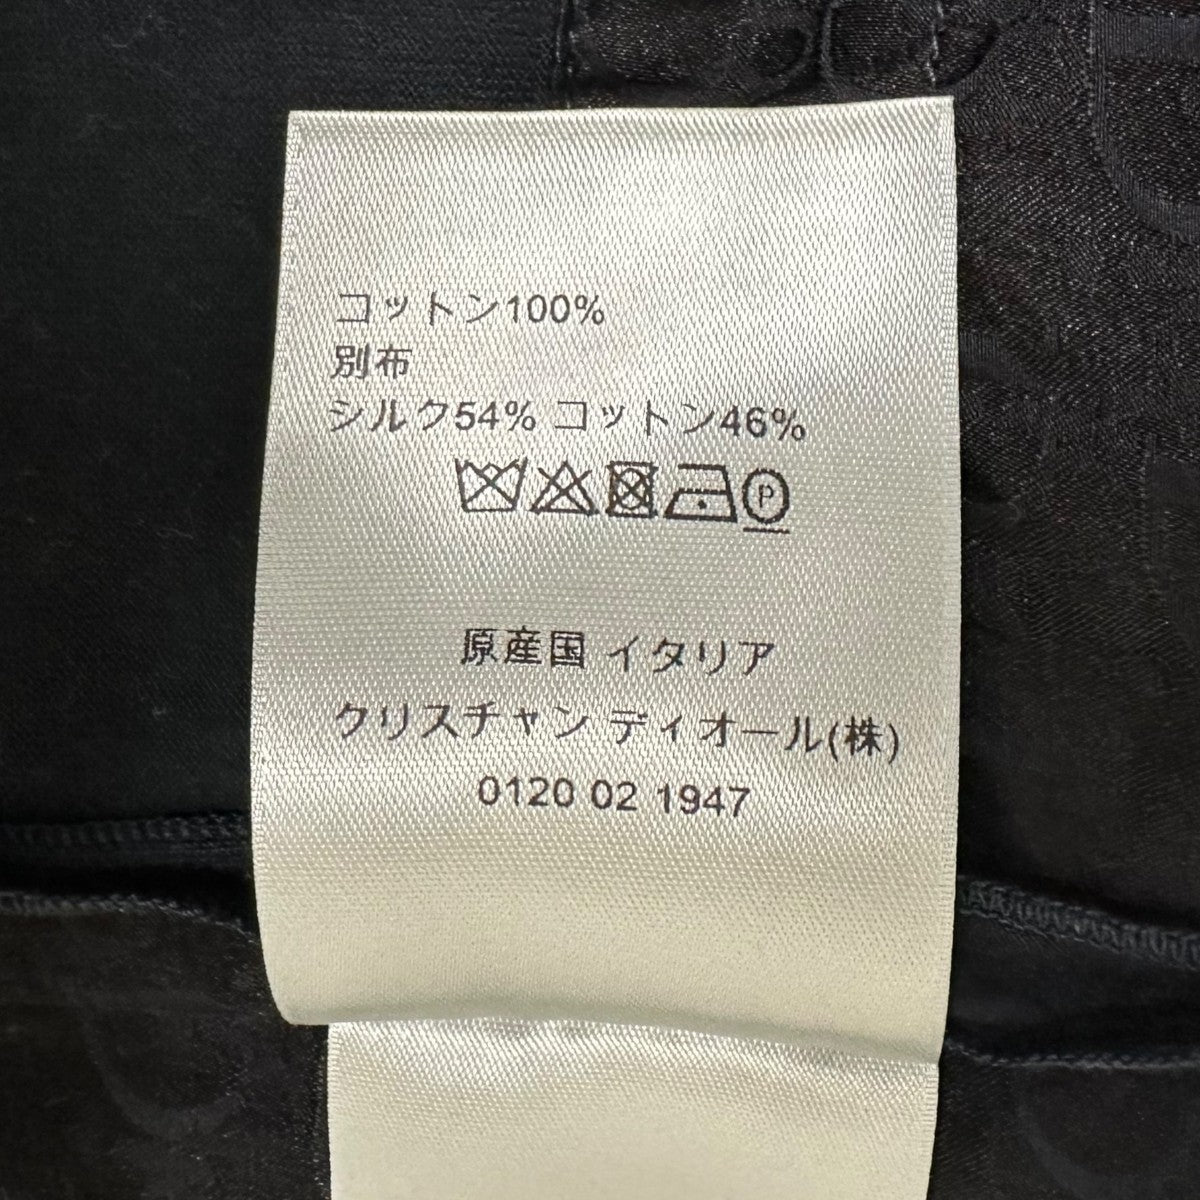 コットン100%
別布
シルク54% コットン46%
P
原産国 イタリア
クリスチャン ディオール(株)
0120 02 1947